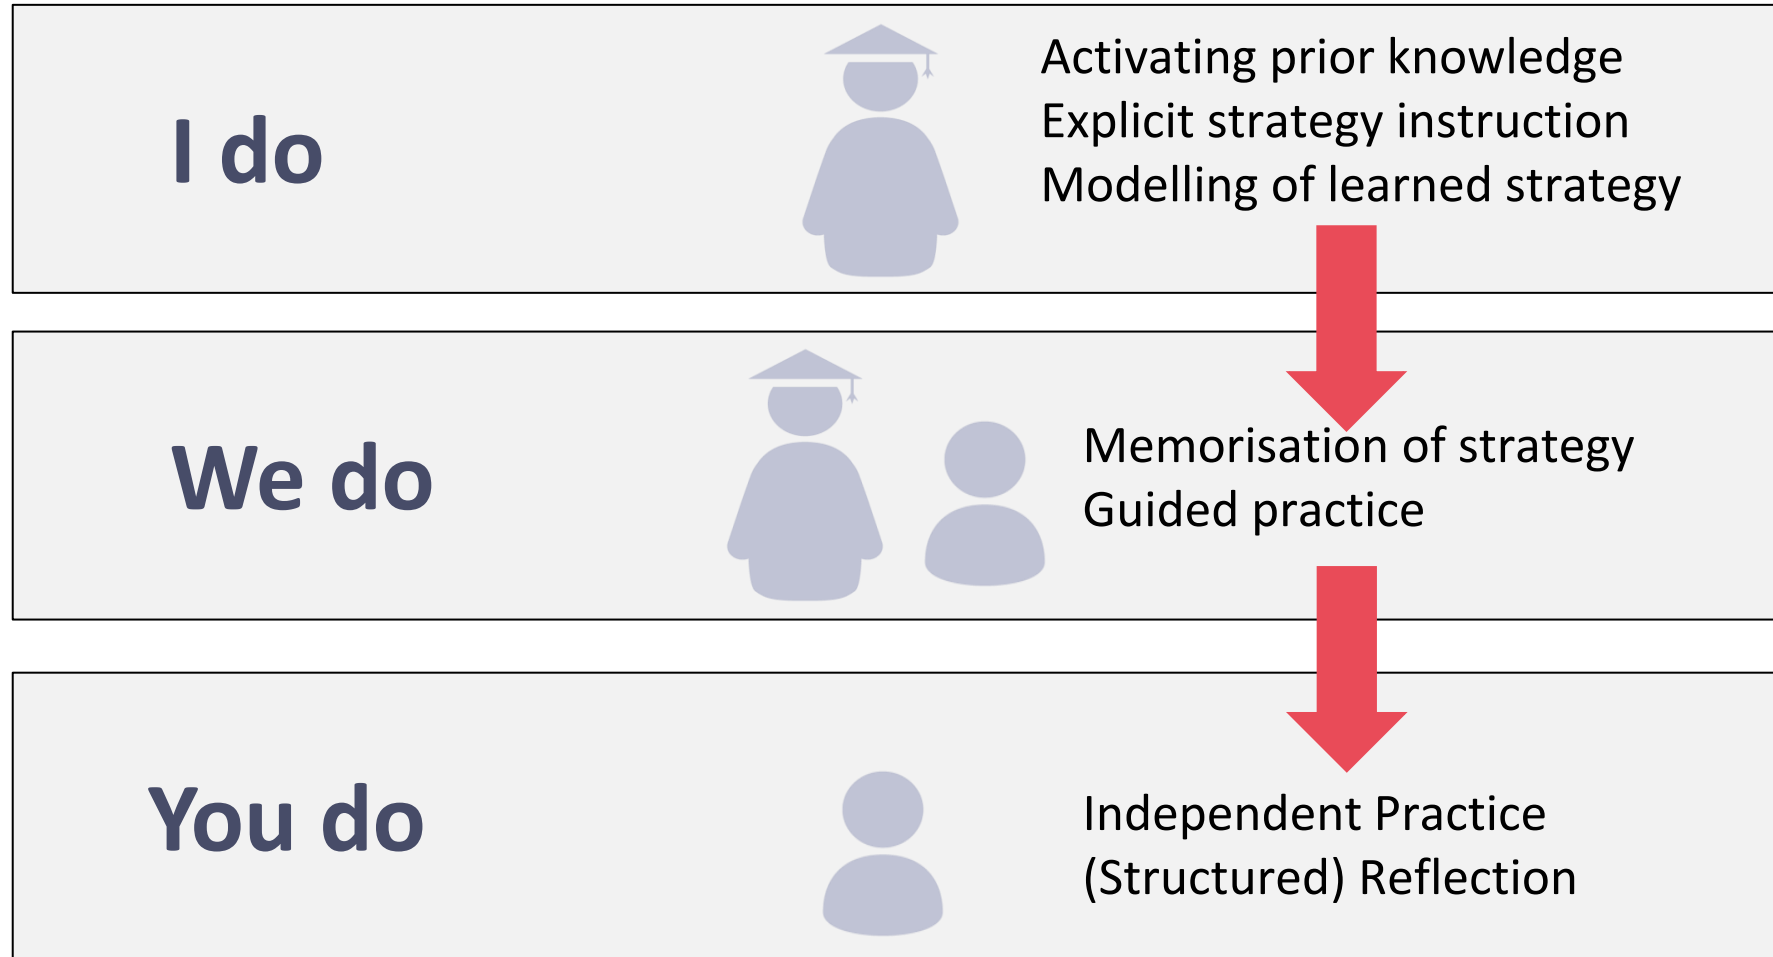 I do
Activating prior knowledge
Explicit strategy instruction
Modelling of learned strategy
We do
Memorisation of strategy
Guided practice
You do
Independent Practice
(Structured) Reflection